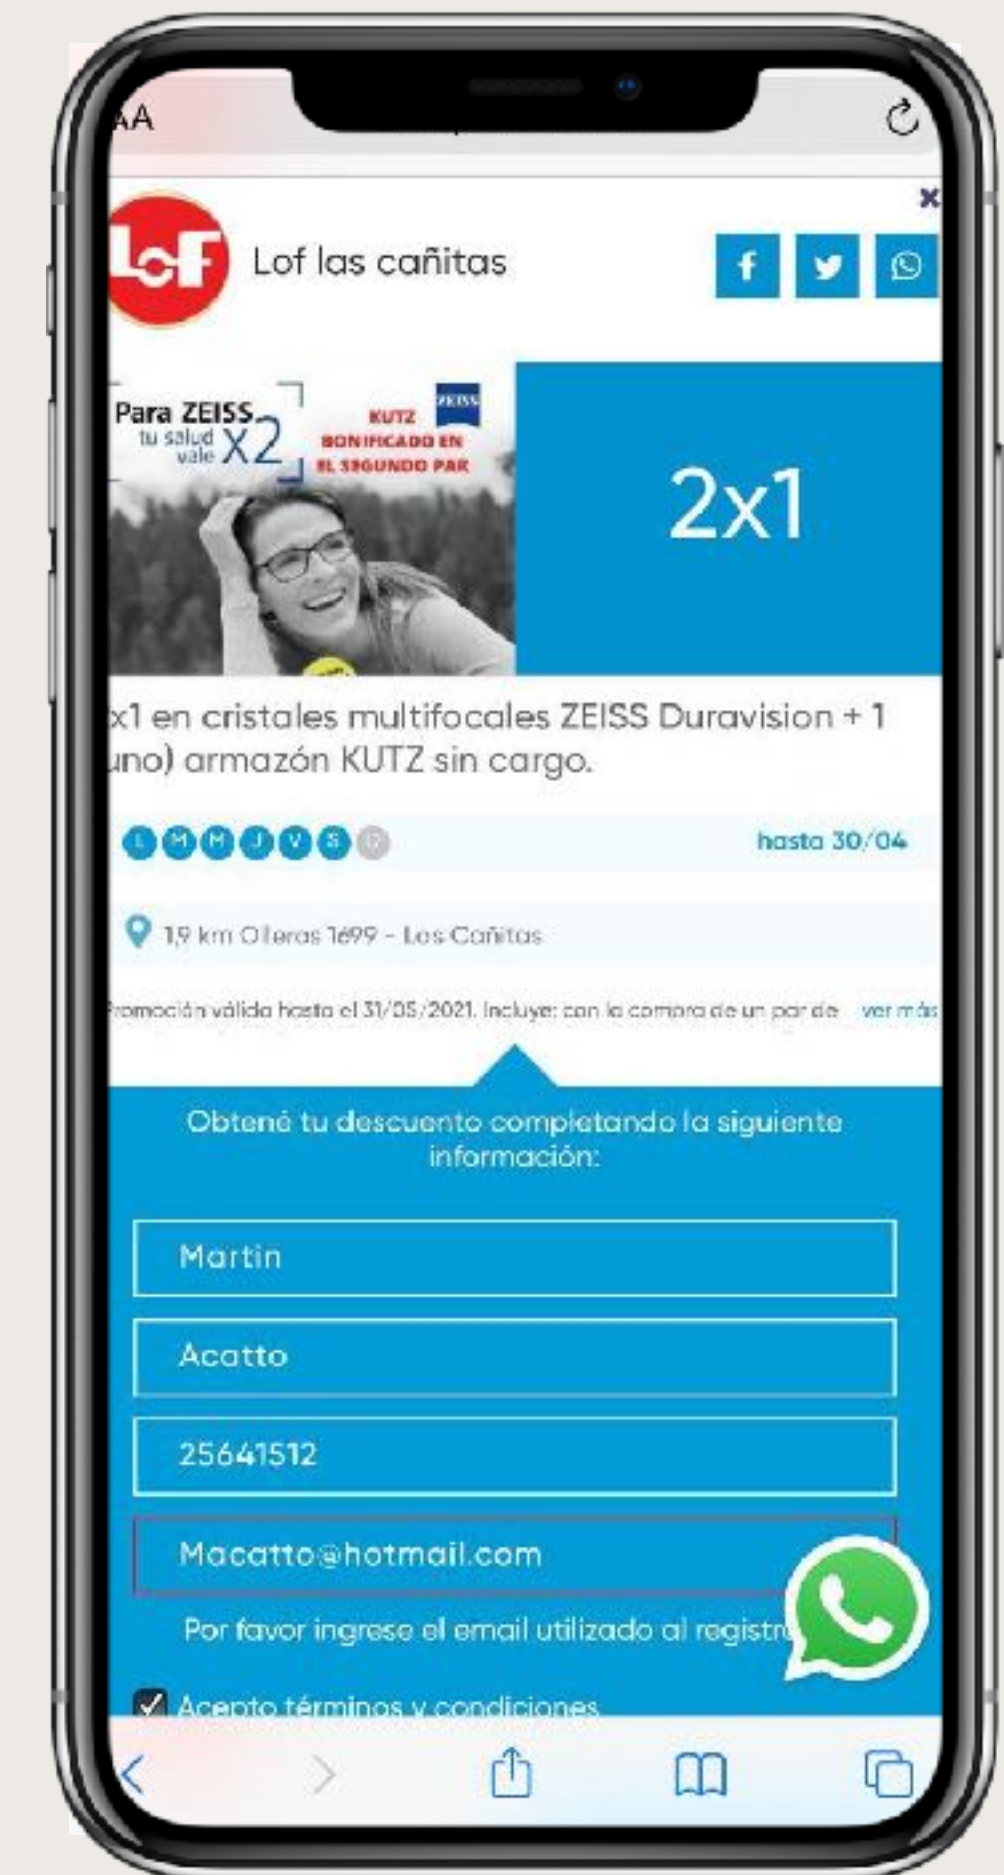 AA
LoF
Lof las cañitas
Para ZEISS
tu salud
vale X2
ZEISS
KUTZ
BONIFICADO EN
EL SEGUNDO PAR
2x1
x1 en cristales multifocales ZEISS Duravision + 1
uno) armazón KUTZ sin cargo.
L M M J V S D
hasta 30/04
1,9 km Olleros 1699 - Las Cañitas
Promoción válida hasta el 31/05/2021. Incluye: con la compra de un par de ver más
Obtené tu descuento completando la siguiente
información:
Martin
Acatto
25641512
Macatto@hotmail.com
Por favor ingrese el email utilizado al registr
Acepto términos y condiciones